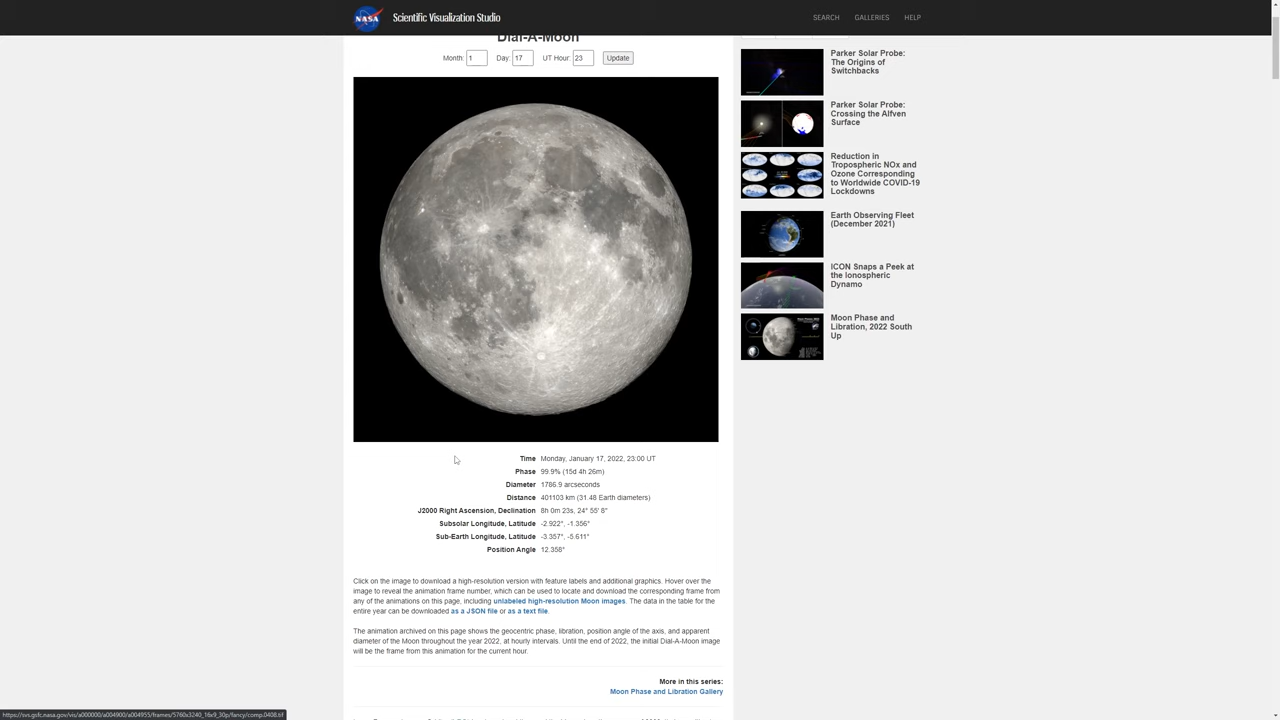 NASA
Scientific Visualization Studio
SEARCH GALLERIES HELP
Dial-A-Moon
Month: 1 Day: 17 UT Hour: 23 Update
Parker Solar Probe:
The Origins of
Switchbacks
Parker Solar Probe:
Crossing the Alfven
Surface
Reduction in
Tropospheric NOx and
Ozone Corresponding
to Worldwide COVID-19
Lockdowns
Earth Observing Fleet
(December 2021)
ICON Snaps a Peek at
the Ionospheric
Dynamo
Moon Phase and
Libration, 2022 South
Up
Time Monday, January 17, 2022, 23:00 UT
Phase 99.9% (15d 4h 26m)
Diameter 1786.9 arcseconds
Distance 401103 km (31.48 Earth diameters)
J2000 Right Ascension, Declination 8h 0m 23s, 24° 55' 8"
Subsolar Longitude, Latitude -2.922°, -1.356°
Sub-Earth Longitude, Latitude -3.357°, -5.611°
Position Angle 12.358°
Click on the image to download a high-resolution version with feature labels and additional graphics. Hover over the
image to reveal the animation frame number, which can be used to locate and download the corresponding frame from
any of the animations on this page, including unlabeled high-resolution Moon images. The data in the table for the
entire year can be downloaded as a JSON file or as a text file.
The animation archived on this page shows the geocentric phase, libration, position angle of the axis, and apparent
diameter of the Moon throughout the year 2022, at hourly intervals. Until the end of 2022, the initial Dial-A-Moon image
will be the frame from this animation for the current hour.
More in this series:
Moon Phase and Libration Gallery
https://svs.gsfc.nasa.gov/vis/a000000/a004900/a004955/frames/5760x3240_16x9_30p/fancy/comp.0408.tif